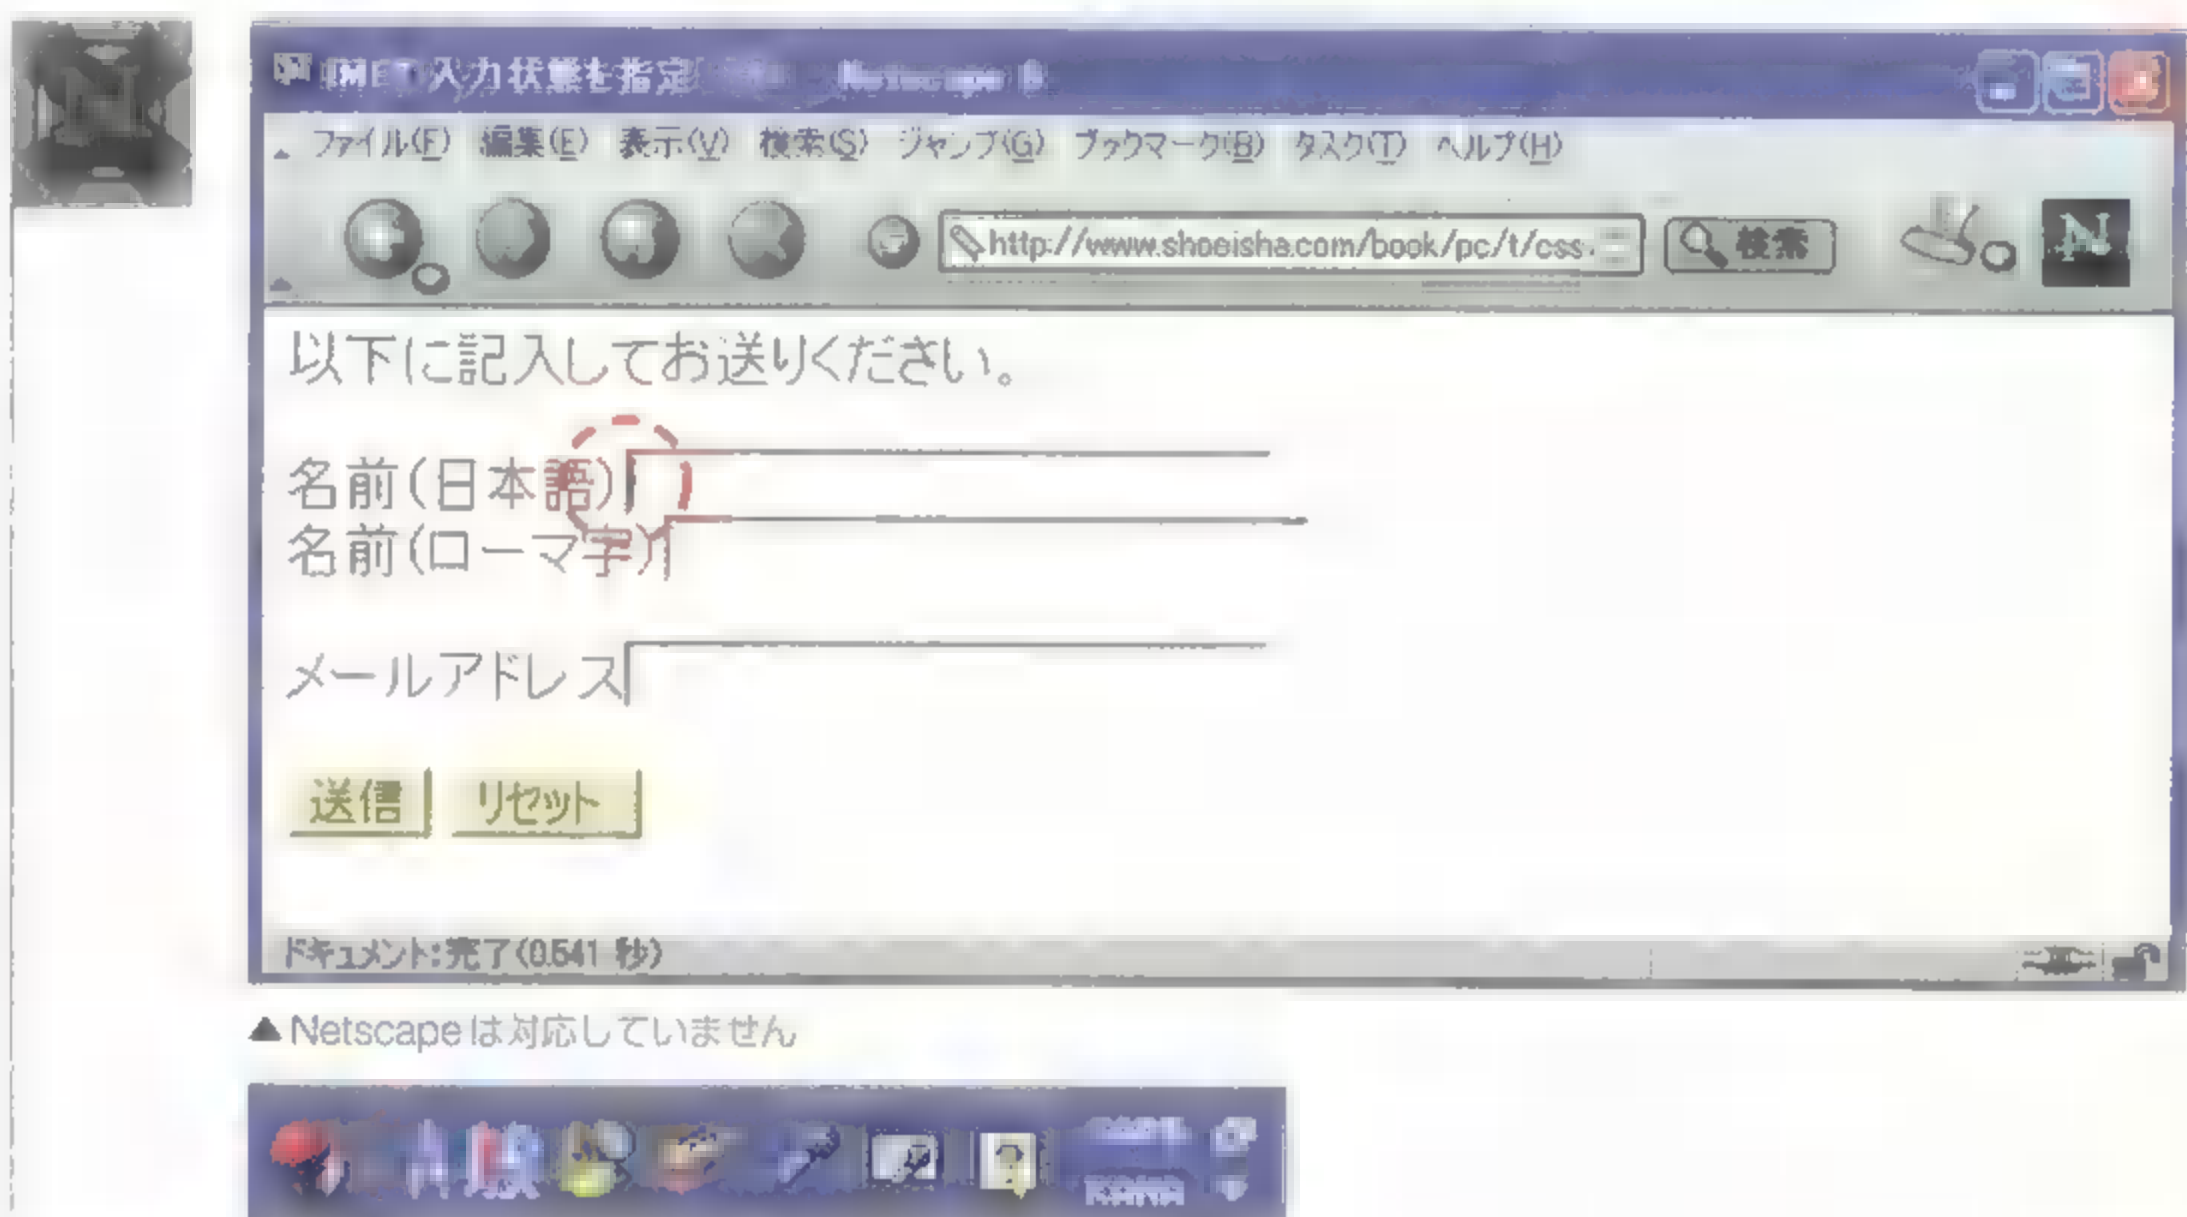 入力状態を指定 Netscape 6
ファイル(F) 編集(E) 表示(V) 検索(S) ジャンプ(G) ブックマーク(B) タスク(T) ヘルプ(H)
http://www.shoeisha.com/book/pc/t/css 検索
以下に記入してお送りください。
名前(日本語)
名前(ローマ字)
メールアドレス
送信 リセット
ドキュメント:完了(0.541 秒)
▲Netscapeは対応していません
KANA